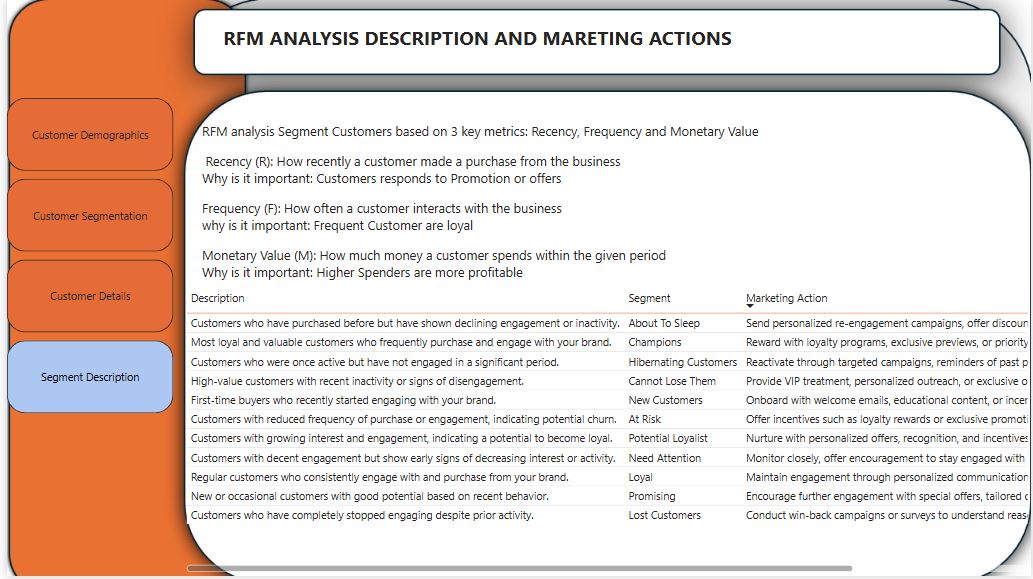 RFM ANALYSIS DESCRIPTION AND MARETING ACTIONS
Customer Demographics
Customer Segmentation
Customer Details
Segment Description
RFM analysis Segment Customers based on 3 key metrics: Recency, Frequency and Monetary Value
Recency (R): How recently a customer made a purchase from the business
Why is it important: Customers responds to Promotion or offers
Frequency (F): How often a customer interacts with the business
why is it important: Frequent Customer are loyal
Monetary Value (M): How much money a customer spends within the given period
Why is it important: Higher Spenders are more profitable
Description Segment Marketing Action
Customers who have purchased before but have shown declining engagement or inactivity. About To Sleep Send personalized re-engagement campaigns, offer discoun
Most loyal and valuable customers who frequently purchase and engage with your brand. Champions Reward with loyalty programs, exclusive previews, or priority
Customers who were once active but have not engaged in a significant period. Hibernating Customers Reactivate through targeted campaigns, reminders of past p
High-value customers with recent inactivity or signs of disengagement. Cannot Lose Them Provide VIP treatment, personalized outreach, or exclusive o
First-time buyers who recently started engaging with your brand. New Customers Onboard with welcome emails, educational content, or incer
Customers with reduced frequency of purchase or engagement, indicating potential churn. At Risk Offer incentives such as loyalty rewards or exclusive promoti
Customers with growing interest and engagement, indicating a potential to become loyal. Potential Loyalist Nurture with personalized offers, recognition, and incentives
Customers with decent engagement but show early signs of decreasing interest or activity. Need Attention Monitor closely, offer encouragement to stay engaged with
Regular customers who consistently engage with and purchase from your brand. Loyal Maintain engagement through personalized communication
New or occasional customers with good potential based on recent behavior. Promising Encourage further engagement with special offers, tailored c
Customers who have completely stopped engaging despite prior activity. Lost Customers Conduct win-back campaigns or surveys to understand reas